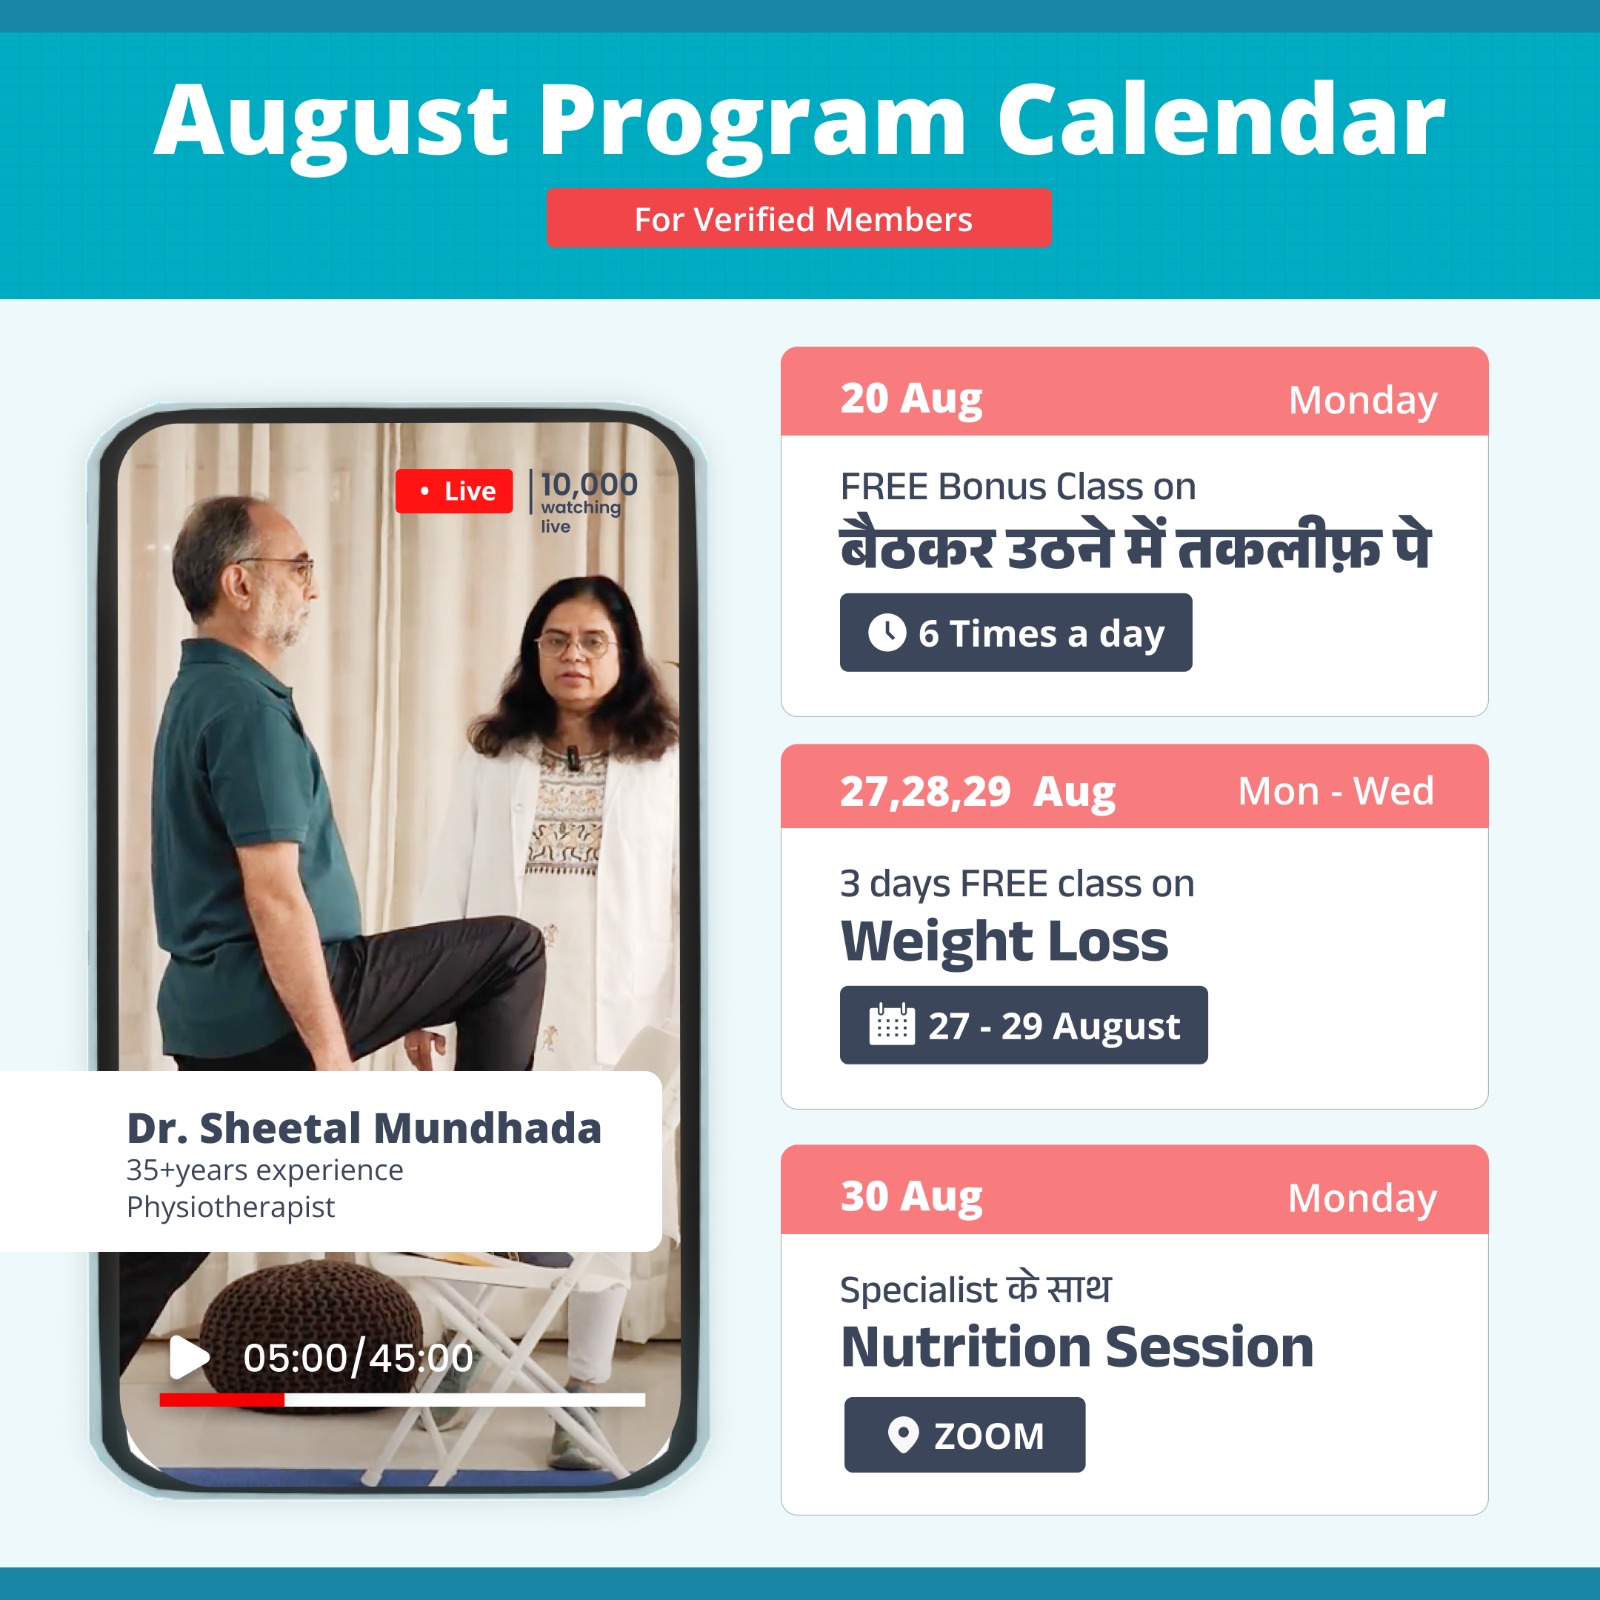 August Program Calendar
For Verified Members
• Live
10,000
watching
live
Dr. Sheetal Mundhada
35+years experience
Physiotherapist
05:00/45:00
20 Aug Monday
FREE Bonus Class on
बैठकर उठने में तकलीफ़ पे
6 Times a day
27,28,29 Aug Mon - Wed
3 days FREE class on
Weight Loss
27 - 29 August
30 Aug Monday
Specialist के साथ
Nutrition Session
ZOOM